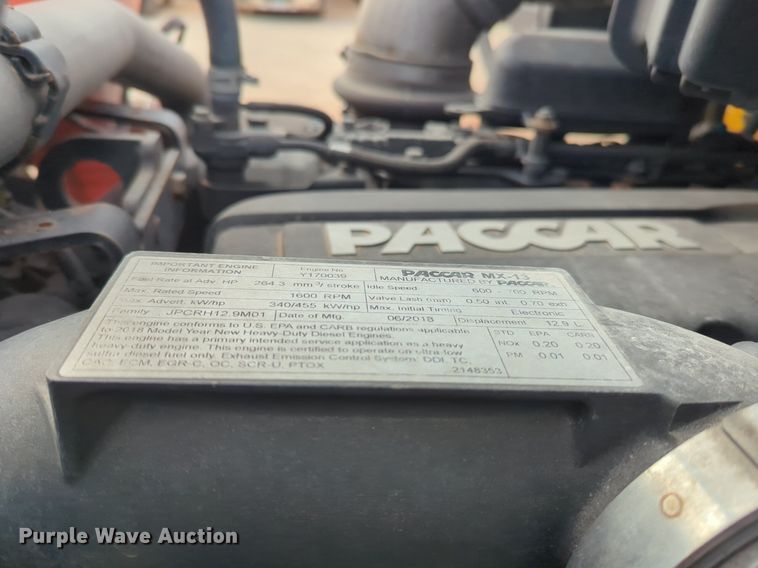 PACCAR
IMPORTANT ENGINE INFORMATION
Engine No. Y170039
PACCAR MX-13
MANUFACTURED BY PACCAR
Fuel Rate at Adv. HP 264.3 mm³/stroke
Idle Speed 600 - 700 RPM
Max. Rated Speed 1600 RPM
Valve Lash (mm) 0.50 int 0.70 exh
Max. Advert. kW/hp 340/455 kW/hp
Max. Initial Timing Electronic
Family JPCRH12.9M01
Date of Mfg. 06/2018
Displacement 12.9 L
This engine conforms to U.S. EPA and CARB regulations applicable
to 2018 Model Year New Heavy-Duty Diesel Engines.
This engine has a primary intended service application as a heavy
heavy-duty engine. This engine is certified to operate on ultra low
sulfur diesel fuel only. Exhaust Emission Control System: DDI, TC,
CAC, ECM, EGR-C, OC, SCR-U, PTOX
STD EPA CARB
NOX 0.20 0.20
PM 0.01 0.01
2148353
Purple Wave Auction